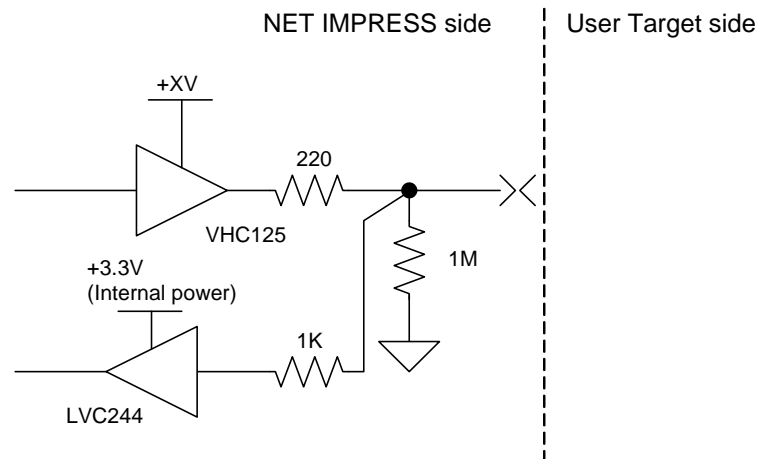 NET IMPRESS side
User Target side
+XV
220
VHC125
1M
+3.3V
(Internal power)
1K
LVC244